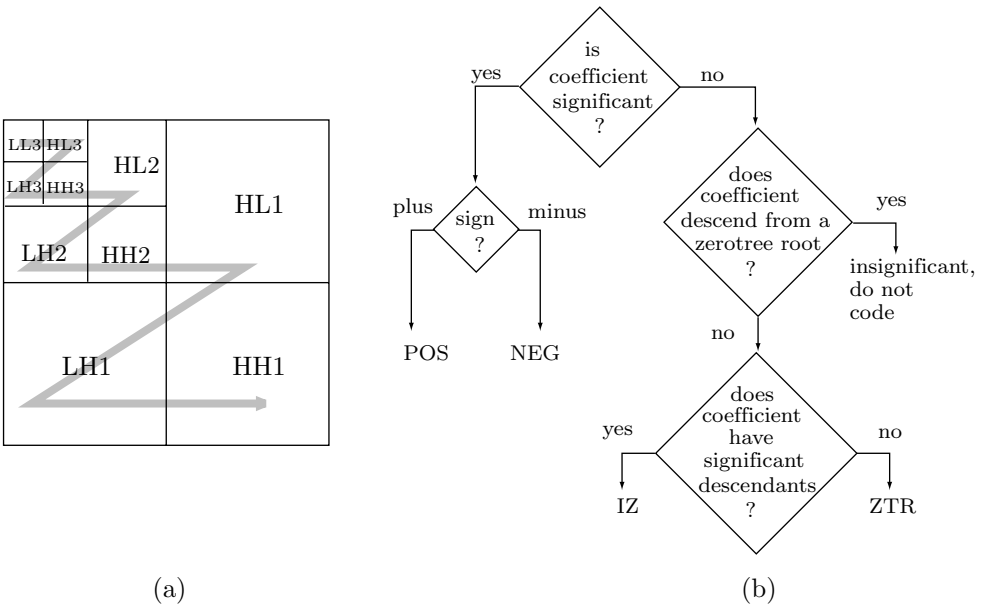 LL3 HL3
LH3 HH3
HL2
HL1
LH2 HH2
LH1 HH1
(a)
is
coefficient
significant
?
yes
no
sign
?
plus
minus
POS
NEG
does
coefficient
descend from a
zerotree root
?
yes
insignificant,
do not
code
no
does
coefficient
have
significant
descendants
?
yes
no
IZ
ZTR
(b)